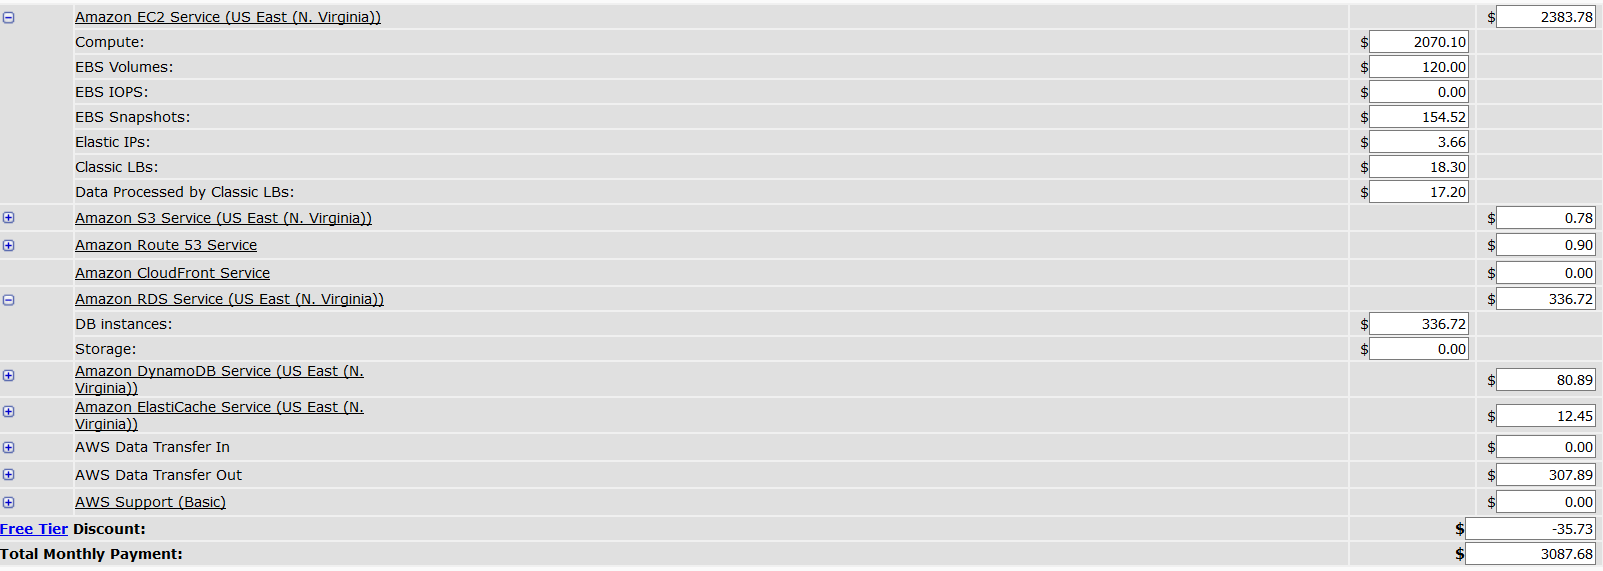 Amazon EC2 Service (US East (N. Virginia)) $ 2383.78
Compute: $ 2070.10
EBS Volumes: $ 120.00
EBS IOPS: $ 0.00
EBS Snapshots: $ 154.52
Elastic IPs: $ 3.66
Classic LBs: $ 18.30
Data Processed by Classic LBs: $ 17.20
Amazon S3 Service (US East (N. Virginia)) $ 0.78
Amazon Route 53 Service $ 0.90
Amazon CloudFront Service $ 0.00
Amazon RDS Service (US East (N. Virginia)) $ 336.72
DB instances: $ 336.72
Storage: $ 0.00
Amazon DynamoDB Service (US East (N.
Virginia)) $ 80.89
Amazon ElastiCache Service (US East (N.
Virginia)) $ 12.45
AWS Data Transfer In $ 0.00
AWS Data Transfer Out $ 307.89
AWS Support (Basic) $ 0.00
Free Tier Discount: $ -35.73
Total Monthly Payment: $ 3087.68